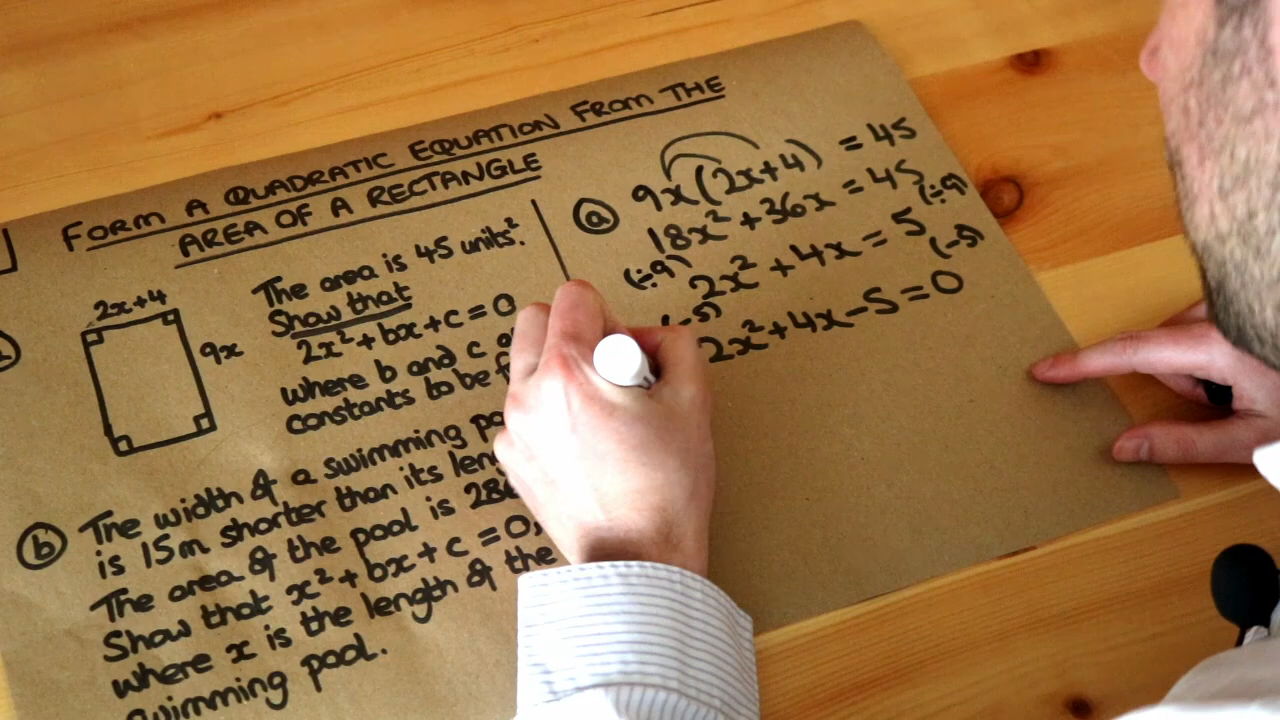 FORM A QUADRATIC EQUATION FROM THE
AREA OF A RECTANGLE
2x+4
9x
The area is 45 units².
Show that
2x²+bx+c=0
where b and c
constants to be
ⓑ The width of a swimming
is 15m shorter than its
The area of the pool is
Show that x²+bx+c=0,
where x is the length of the
swimming pool.
ⓐ 9x(2x+4) = 45
18x²+36x=45
(÷9) 2x²+4x=5 (÷9)
(-5) 2x²+4x-5=0 (-5)